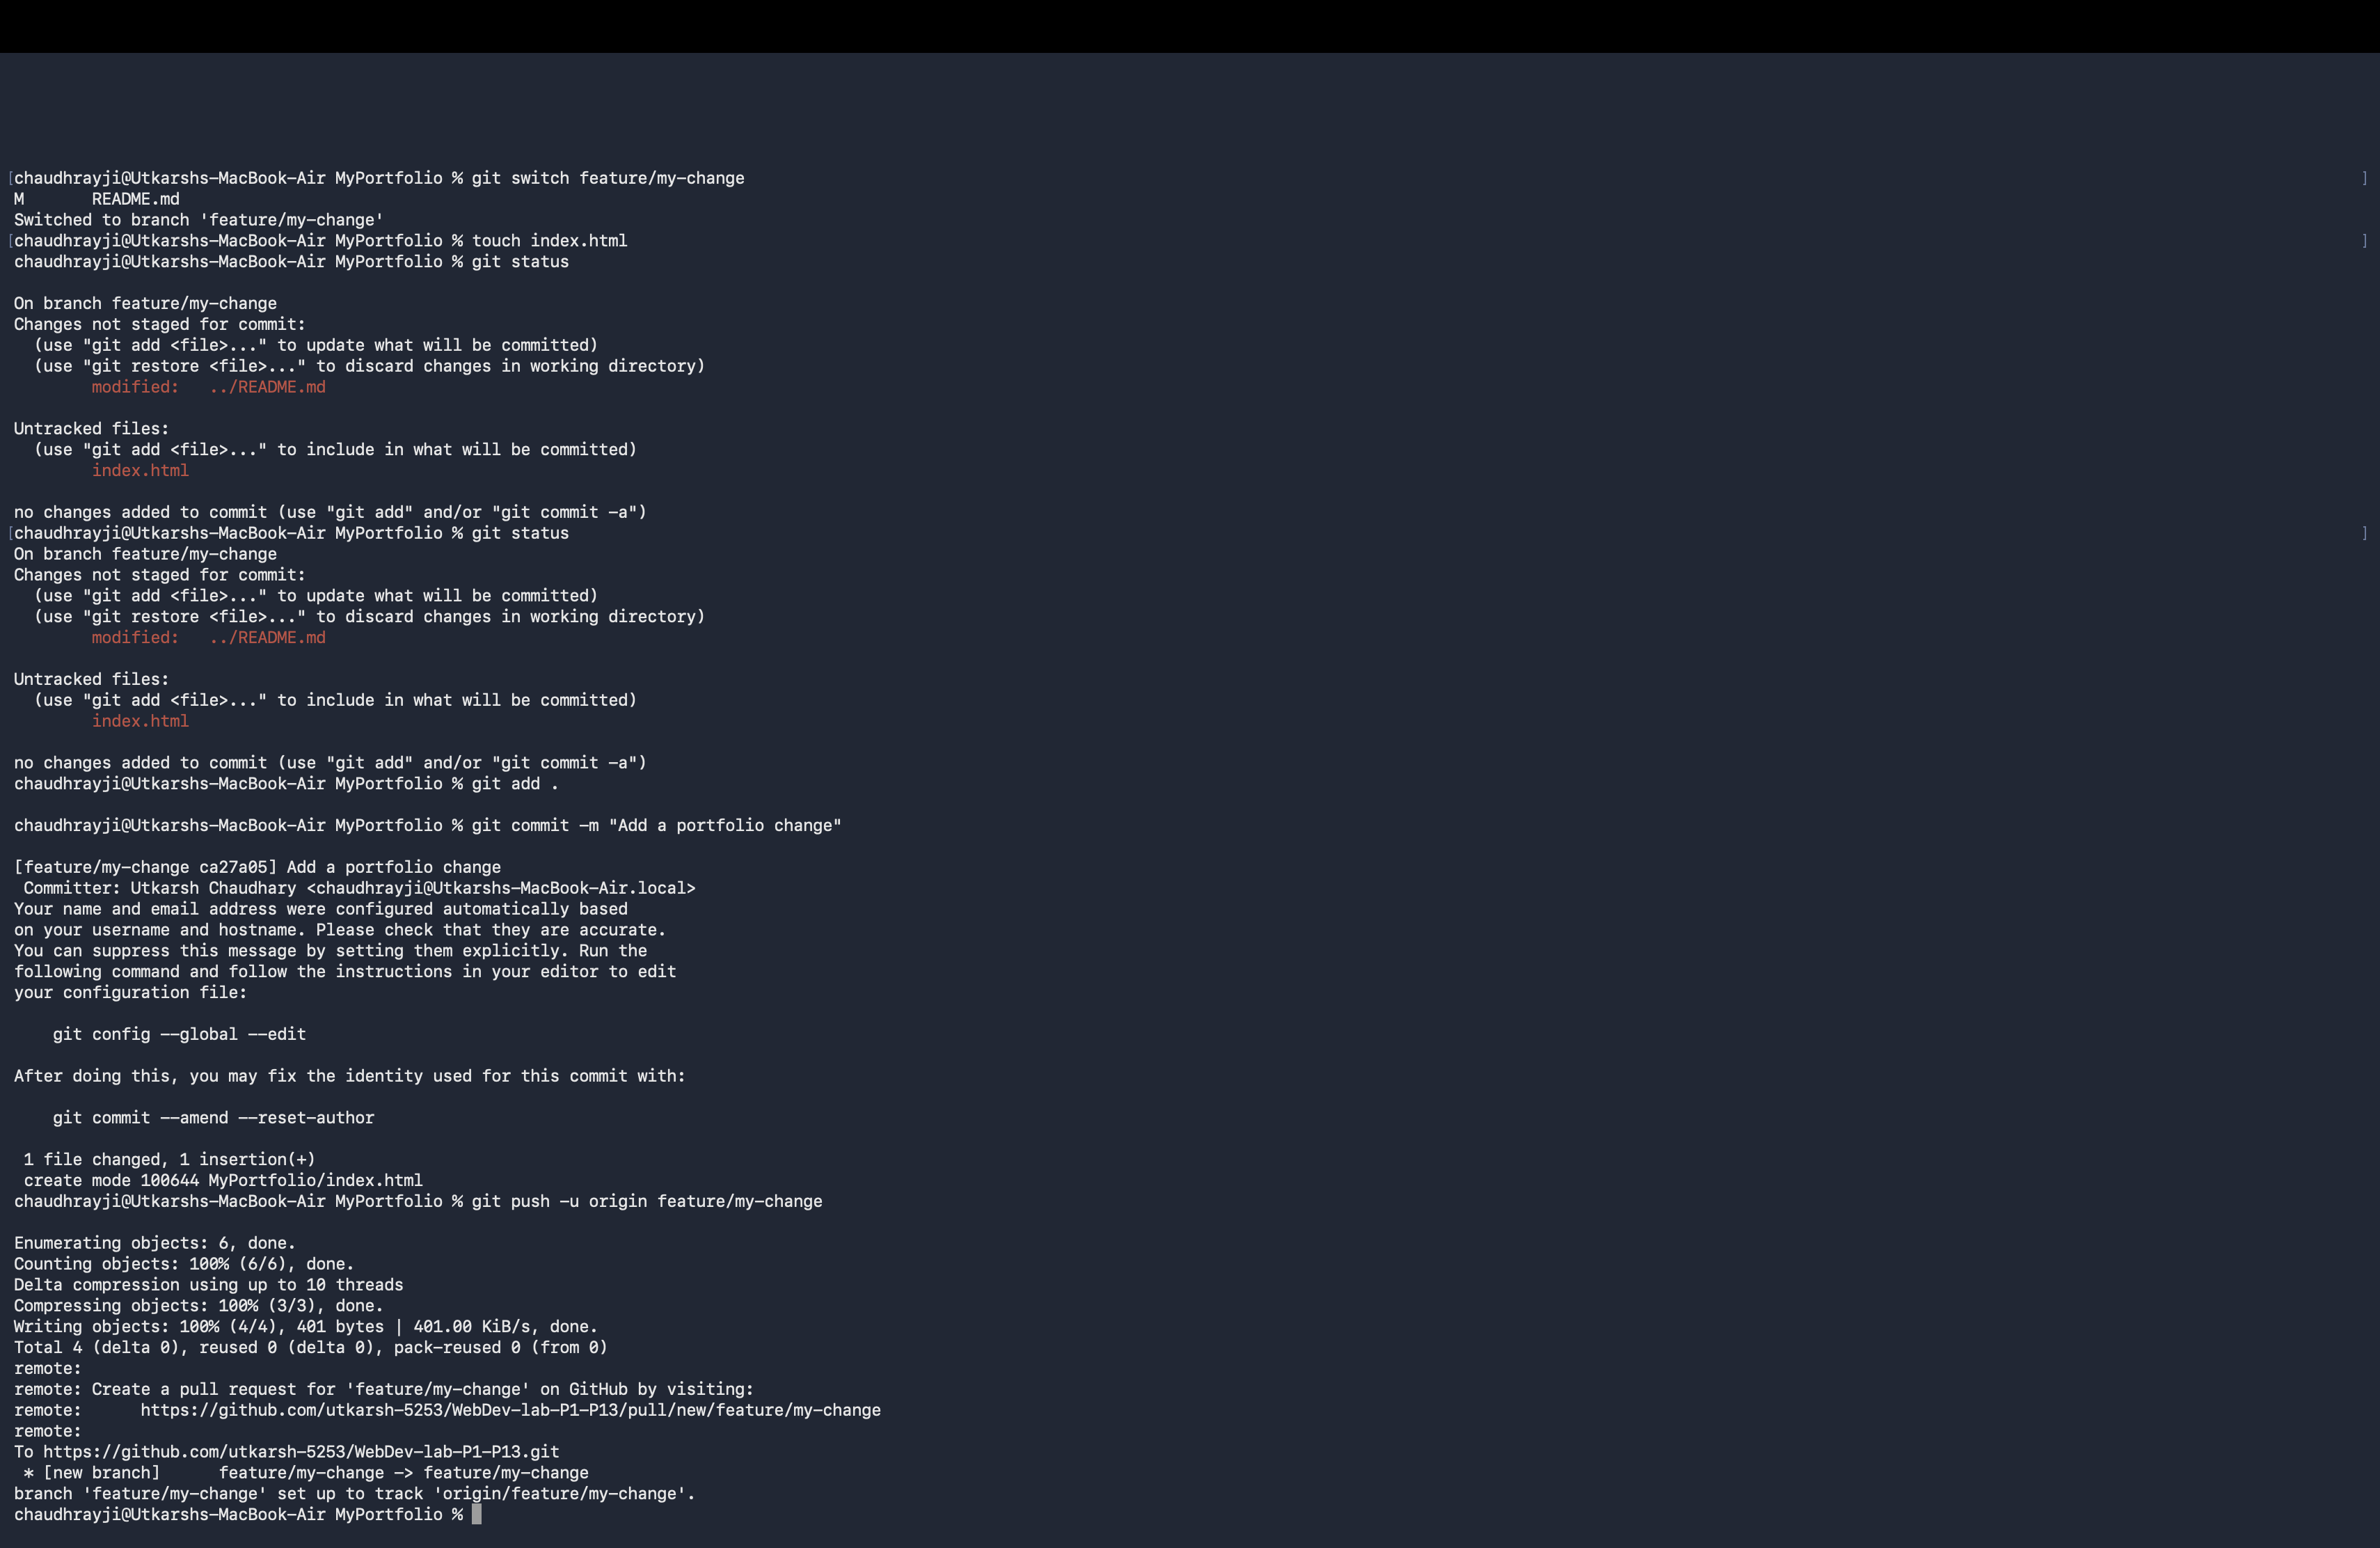 [chaudhrayji@Utkarshs-MacBook-Air MyPortfolio % git switch feature/my-change ]
M       README.md
Switched to branch 'feature/my-change'
[chaudhrayji@Utkarshs-MacBook-Air MyPortfolio % touch index.html ]
chaudhrayji@Utkarshs-MacBook-Air MyPortfolio % git status

On branch feature/my-change
Changes not staged for commit:
  (use "git add <file>..." to update what will be committed)
  (use "git restore <file>..." to discard changes in working directory)
        modified:   ../README.md

Untracked files:
  (use "git add <file>..." to include in what will be committed)
        index.html

no changes added to commit (use "git add" and/or "git commit -a")
[chaudhrayji@Utkarshs-MacBook-Air MyPortfolio % git status ]
On branch feature/my-change
Changes not staged for commit:
  (use "git add <file>..." to update what will be committed)
  (use "git restore <file>..." to discard changes in working directory)
        modified:   ../README.md

Untracked files:
  (use "git add <file>..." to include in what will be committed)
        index.html

no changes added to commit (use "git add" and/or "git commit -a")
chaudhrayji@Utkarshs-MacBook-Air MyPortfolio % git add .

chaudhrayji@Utkarshs-MacBook-Air MyPortfolio % git commit -m "Add a portfolio change"

[feature/my-change ca27a05] Add a portfolio change
 Committer: Utkarsh Chaudhary <chaudhrayji@Utkarshs-MacBook-Air.local>
Your name and email address were configured automatically based
on your username and hostname. Please check that they are accurate.
You can suppress this message by setting them explicitly. Run the
following command and follow the instructions in your editor to edit
your configuration file:

    git config --global --edit

After doing this, you may fix the identity used for this commit with:

    git commit --amend --reset-author

 1 file changed, 1 insertion(+)
 create mode 100644 MyPortfolio/index.html
chaudhrayji@Utkarshs-MacBook-Air MyPortfolio % git push -u origin feature/my-change

Enumerating objects: 6, done.
Counting objects: 100% (6/6), done.
Delta compression using up to 10 threads
Compressing objects: 100% (3/3), done.
Writing objects: 100% (4/4), 401 bytes | 401.00 KiB/s, done.
Total 4 (delta 0), reused 0 (delta 0), pack-reused 0 (from 0)
remote:
remote: Create a pull request for 'feature/my-change' on GitHub by visiting:
remote:      https://github.com/utkarsh-5253/WebDev-lab-P1-P13/pull/new/feature/my-change
remote:
To https://github.com/utkarsh-5253/WebDev-lab-P1-P13.git
 * [new branch]      feature/my-change -> feature/my-change
branch 'feature/my-change' set up to track 'origin/feature/my-change'.
chaudhrayji@Utkarshs-MacBook-Air MyPortfolio %